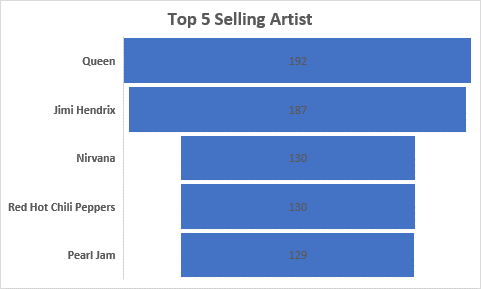 Top 5 Selling Artist
Queen 192
Jimi Hendrix 187
Nirvana 130
Red Hot Chili Peppers 130
Pearl Jam 129